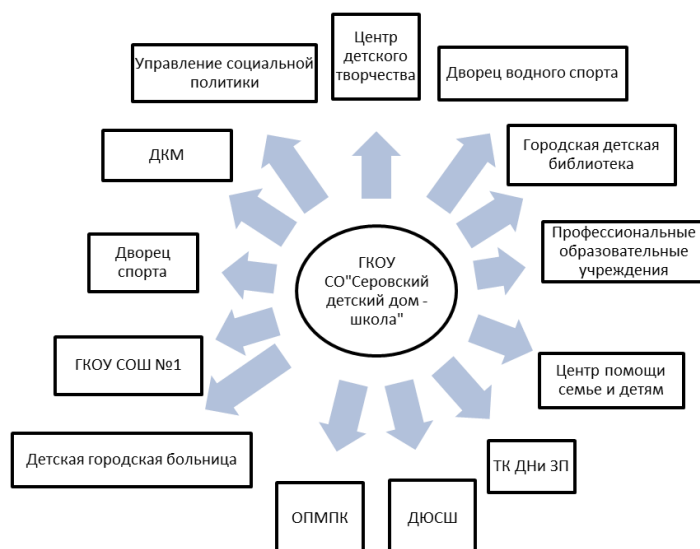 Центр
детского
творчества
Управление социальной
политики
Дворец водного спорта
ДКМ
Городская детская
библиотека
Дворец
спорта
ГКОУ
СО"Серовский
детский дом -
школа"
Профессиональные
образовательные
учреждения
ГКОУ СОШ №1
Центр помощи
семье и детям
Детская городская больница
ТК ДНи ЗП
ОПМПК
ДЮСШ